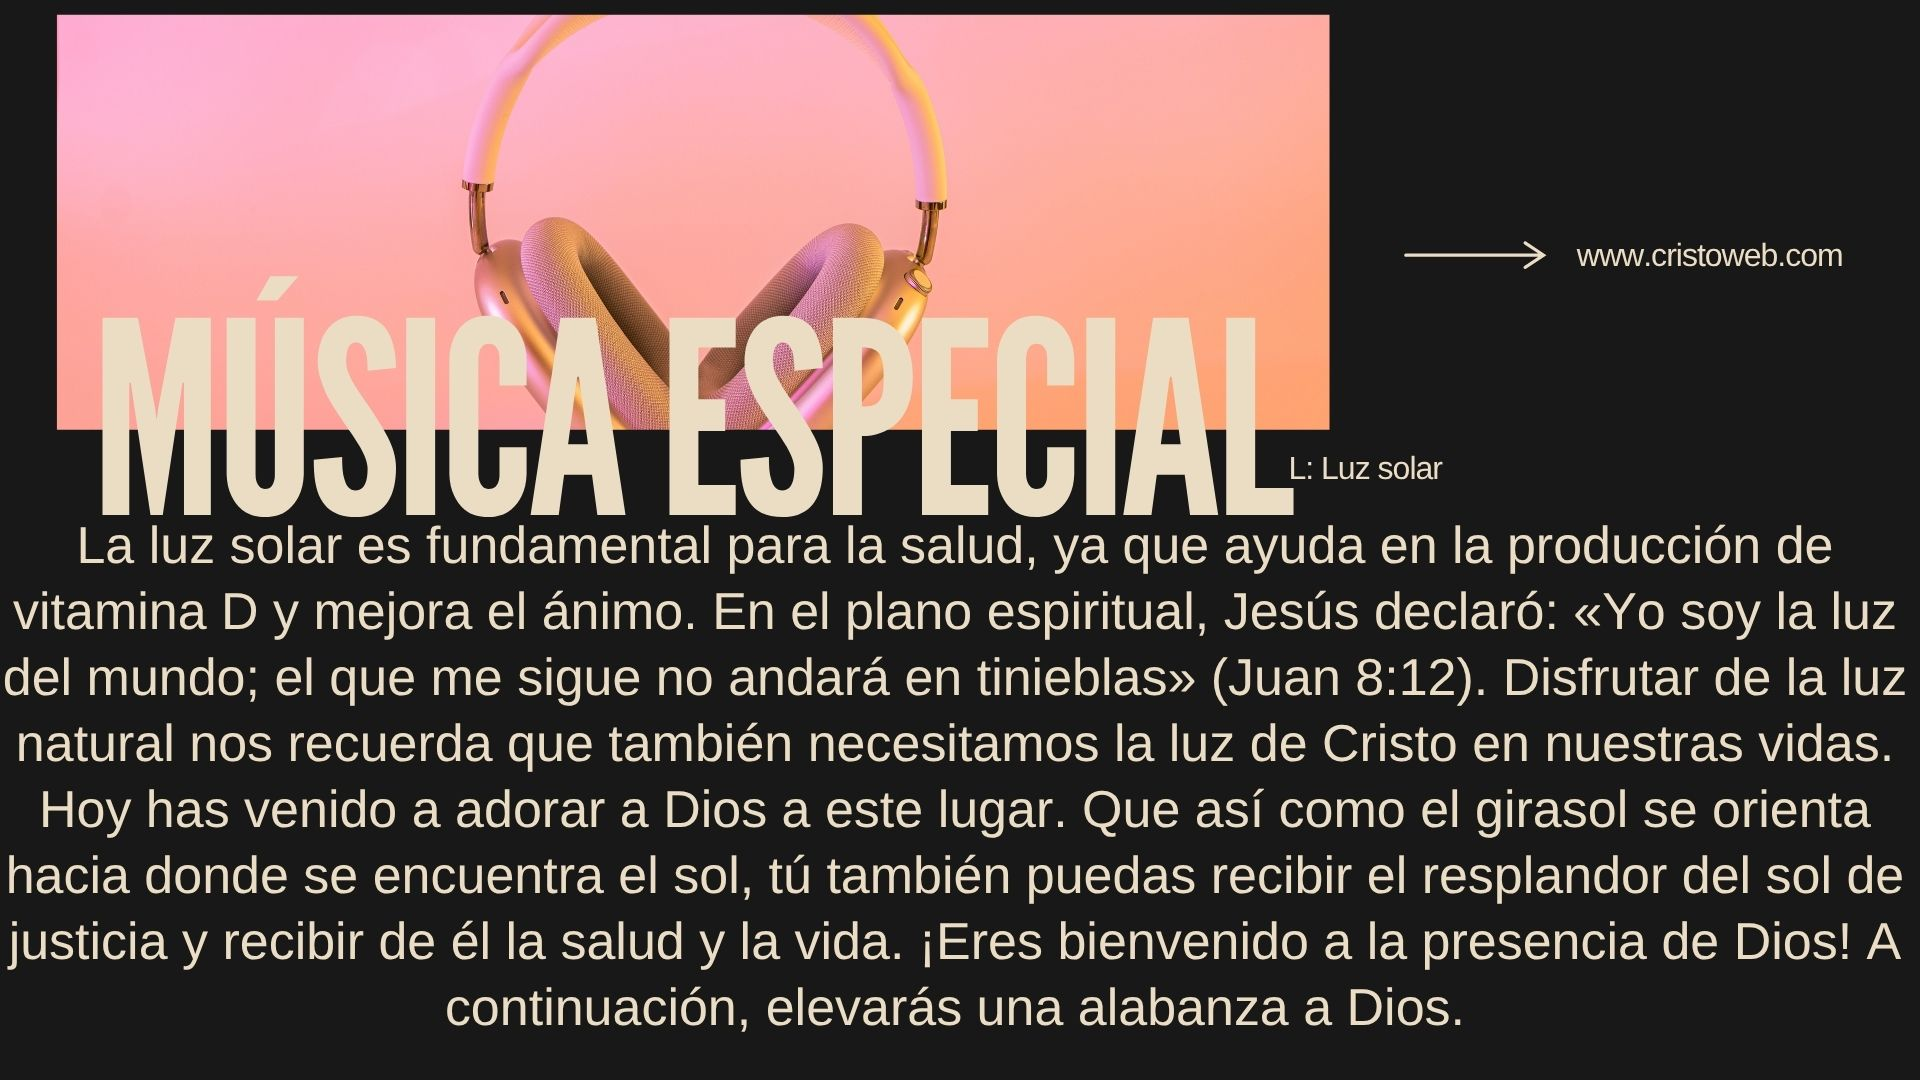 www.cristoweb.com
MÚSICA ESPECIAL
L: Luz solar
La luz solar es fundamental para la salud, ya que ayuda en la producción de
vitamina D y mejora el ánimo. En el plano espiritual, Jesús declaró: «Yo soy la luz
del mundo; el que me sigue no andará en tinieblas» (Juan 8:12). Disfrutar de la luz
natural nos recuerda que también necesitamos la luz de Cristo en nuestras vidas.
Hoy has venido a adorar a Dios a este lugar. Que así como el girasol se orienta
hacia donde se encuentra el sol, tú también puedas recibir el resplandor del sol de
justicia y recibir de él la salud y la vida. ¡Eres bienvenido a la presencia de Dios! A
continuación, elevarás una alabanza a Dios.